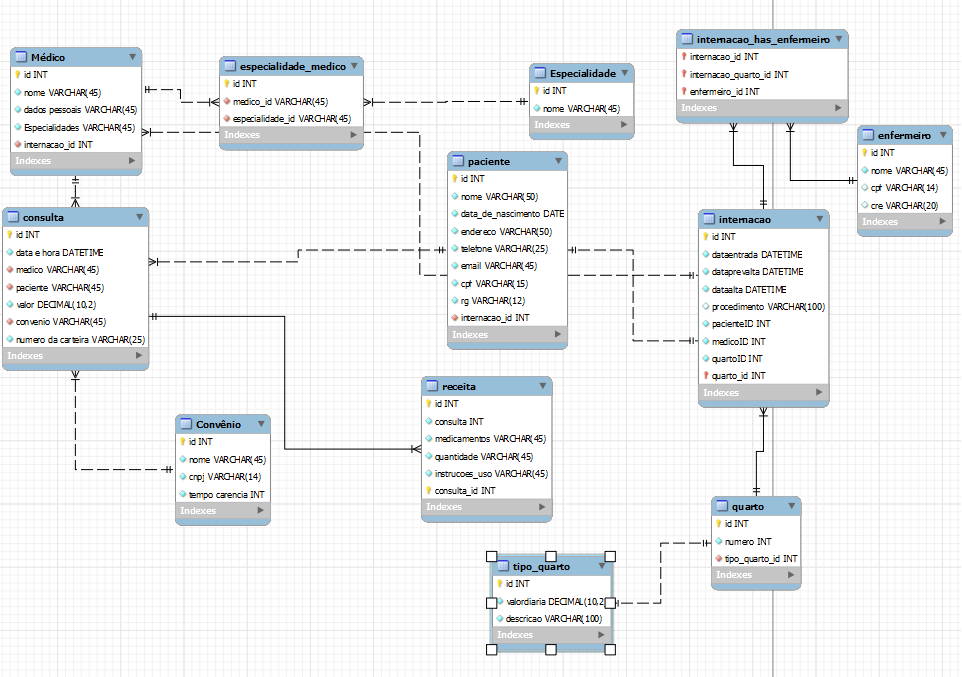 Médico
id INT
nome VARCHAR(45)
dados pessoais VARCHAR(45)
Especialidades VARCHAR(45)
internacao_id INT
Indexes
especialidade_medico
id INT
medico_id VARCHAR(45)
especialidade_id VARCHAR(45)
Indexes
Especialidade
id INT
nome VARCHAR(45)
Indexes
internacao_has_enfermeiro
internacao_id INT
internacao_quarto_id INT
enfermeiro_id INT
Indexes
enfermeiro
id INT
nome VARCHAR(45)
cpf VARCHAR(14)
cre VARCHAR(20)
Indexes
paciente
id INT
nome VARCHAR(50)
data_de_nascimento DATE
endereco VARCHAR(50)
telefone VARCHAR(25)
email VARCHAR(45)
cpf VARCHAR(15)
rg VARCHAR(12)
internacao_id INT
Indexes
consulta
id INT
data e hora DATETIME
medico VARCHAR(45)
paciente VARCHAR(45)
valor DECIMAL(10,2)
convenio VARCHAR(45)
numero da carteira VARCHAR(25)
Indexes
internacao
id INT
dataentrada DATETIME
dataprevalta DATETIME
dataalta DATETIME
procedimento VARCHAR(100)
pacienteID INT
medicoID INT
quartoID INT
quarto_id INT
Indexes
receita
id INT
consulta INT
medicamentos VARCHAR(45)
quantidade VARCHAR(45)
instrucoes_uso VARCHAR(45)
consulta_id INT
Indexes
Convênio
id INT
nome VARCHAR(45)
cnpj VARCHAR(14)
tempo carencia INT
Indexes
quarto
id INT
numero INT
tipo_quarto_id INT
Indexes
tipo_quarto
id INT
valordiaria DECIMAL(10,2
descricao VARCHAR(100)
Indexes